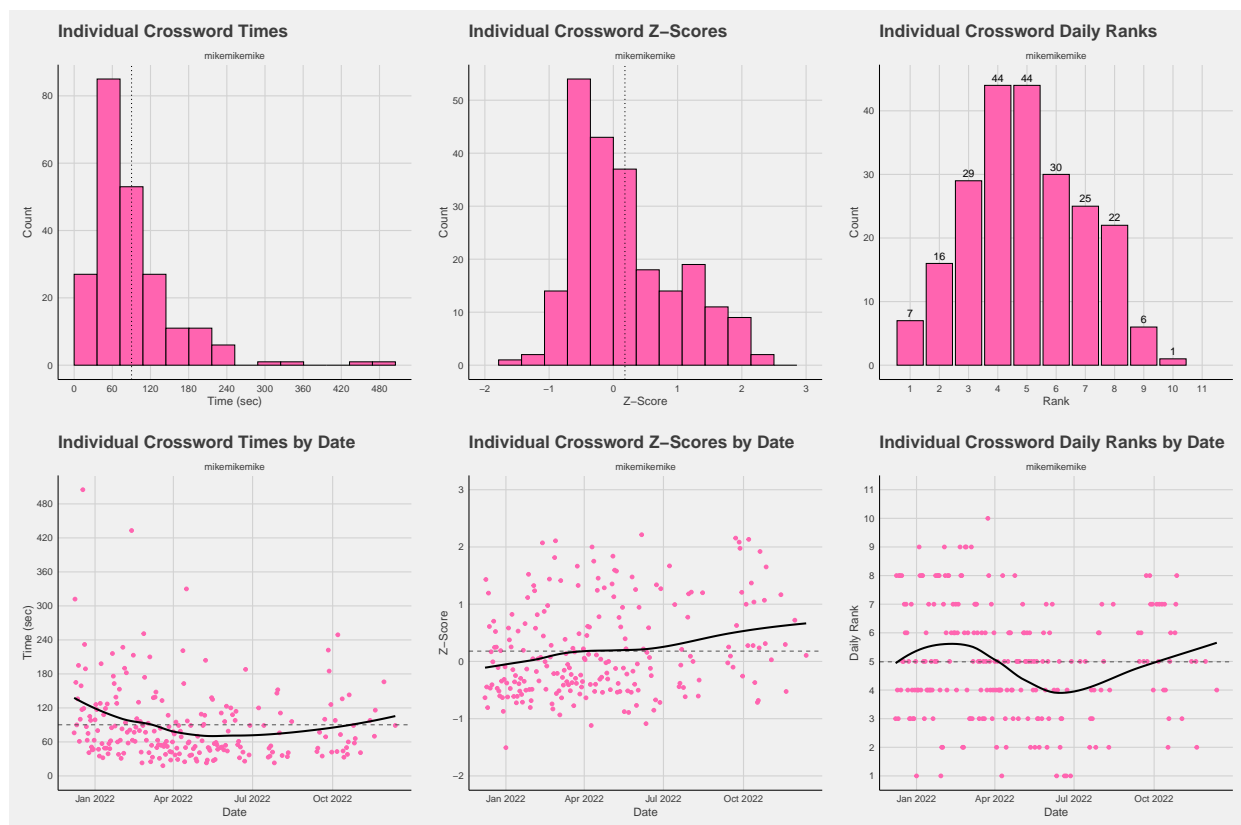 Individual Crossword Times
mikemikemike
Count
80
60
40
20
0
0 60 120 180 240 300 360 420 480
Time (sec)
Individual Crossword Z−Scores
mikemikemike
Count
50
40
30
20
10
0
−2 −1 0 1 2 3
Z−Score
Individual Crossword Daily Ranks
mikemikemike
Count
40
30
20
10
0
7 16 29 44 44 30 25 22 6 1
1 2 3 4 5 6 7 8 9 10 11
Rank
Individual Crossword Times by Date
mikemikemike
Time (sec)
480
420
360
300
240
180
120
60
0
Jan 2022 Apr 2022 Jul 2022 Oct 2022
Date
Individual Crossword Z−Scores by Date
mikemikemike
Z−Score
3
2
1
0
−1
−2
Jan 2022 Apr 2022 Jul 2022 Oct 2022
Date
Individual Crossword Daily Ranks by Date
mikemikemike
Daily Rank
11
10
9
8
7
6
5
4
3
2
1
Jan 2022 Apr 2022 Jul 2022 Oct 2022
Date